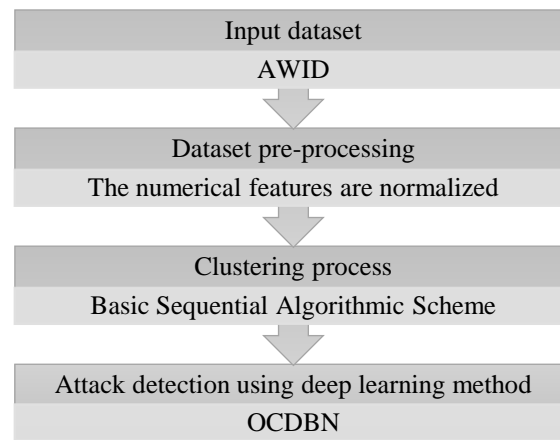 Input dataset
AWID
Dataset pre-processing
The numerical features are normalized
Clustering process
Basic Sequential Algorithmic Scheme
Attack detection using deep learning method
OCDBN